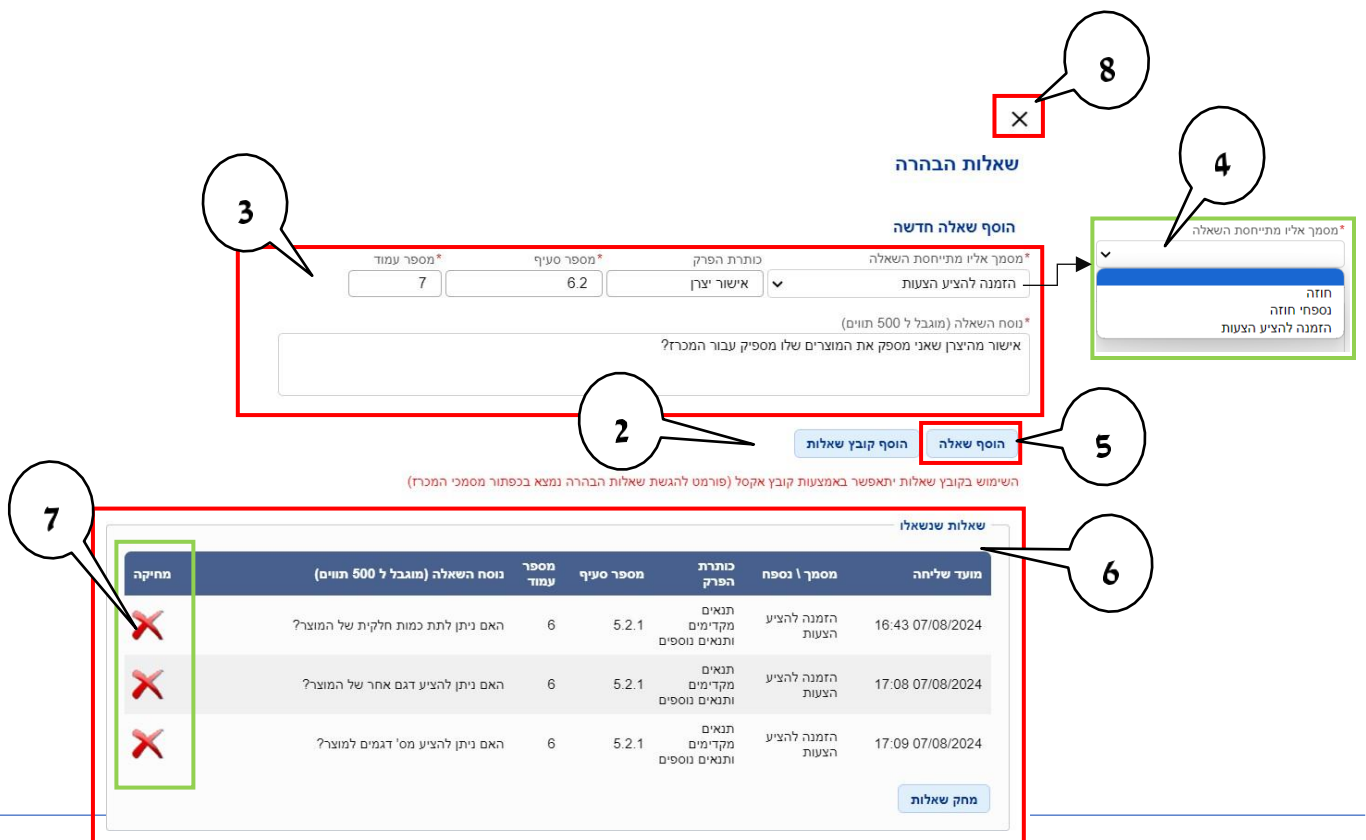 8
4
3
שאלות הבהרה
הוסף שאלה חדשה
*מסמך אליו מתייחסת השאלה
כותרת הפרק
*מספר סעיף
*מספר עמוד
הזמנה להציע הצעות
אישור יצרן
6.2
7
*מסמך אליו מתייחסת השאלה
חוזה
נספחי חוזה
הזמנה להציע הצעות
*נוסח השאלה (מוגבל ל 500 תווים)
אישור מהיצרן שאני מספק את המוצרים שלו מספיק עבור המכרז?
2
5
הוסף שאלה
הוסף קובץ שאלות
השימוש בקובץ שאלות יתאפשר באמצעות קובץ אקסל (פורמט להגשת שאלות הבהרה נמצא בכפתור מסמכי המכרז)
7
6
שאלות שנשאלו
מועד שליחה
מסמך \ נספח
כותרת
הפרק
מספר סעיף
מספר
עמוד
נוסח השאלה (מוגבל ל 500 תווים)
מחיקה
16:43 07/08/2024
הזמנה להציע
הצעות
תנאים
מקדימים
ותנאים נוספים
5.2.1
6
האם ניתן לתת כמות חלקית של המוצר?
17:08 07/08/2024
הזמנה להציע
הצעות
תנאים
מקדימים
ותנאים נוספים
5.2.1
6
האם ניתן להציע דגם אחר של המוצר?
17:09 07/08/2024
הזמנה להציע
הצעות
תנאים
מקדימים
ותנאים נוספים
5.2.1
6
האם ניתן להציע מס' דגמים למוצר?
מחק שאלות